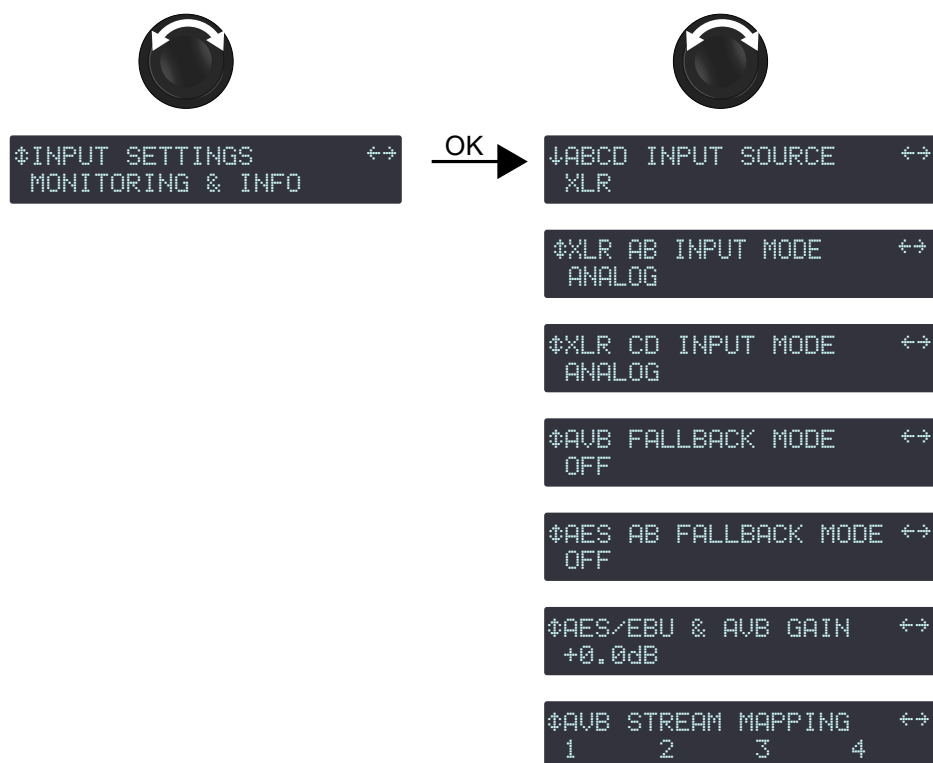 ↕INPUT SETTINGS ↔
MONITORING & INFO
OK
↓ABCD INPUT SOURCE ↔
XLR
↕XLR AB INPUT MODE ↔
ANALOG
↕XLR CD INPUT MODE ↔
ANALOG
↕AVB FALLBACK MODE ↔
OFF
↕AES AB FALLBACK MODE ↔
OFF
↕AES/EBU & AVB GAIN ↔
+0.0dB
↕AVB STREAM MAPPING ↔
1 2 3 4